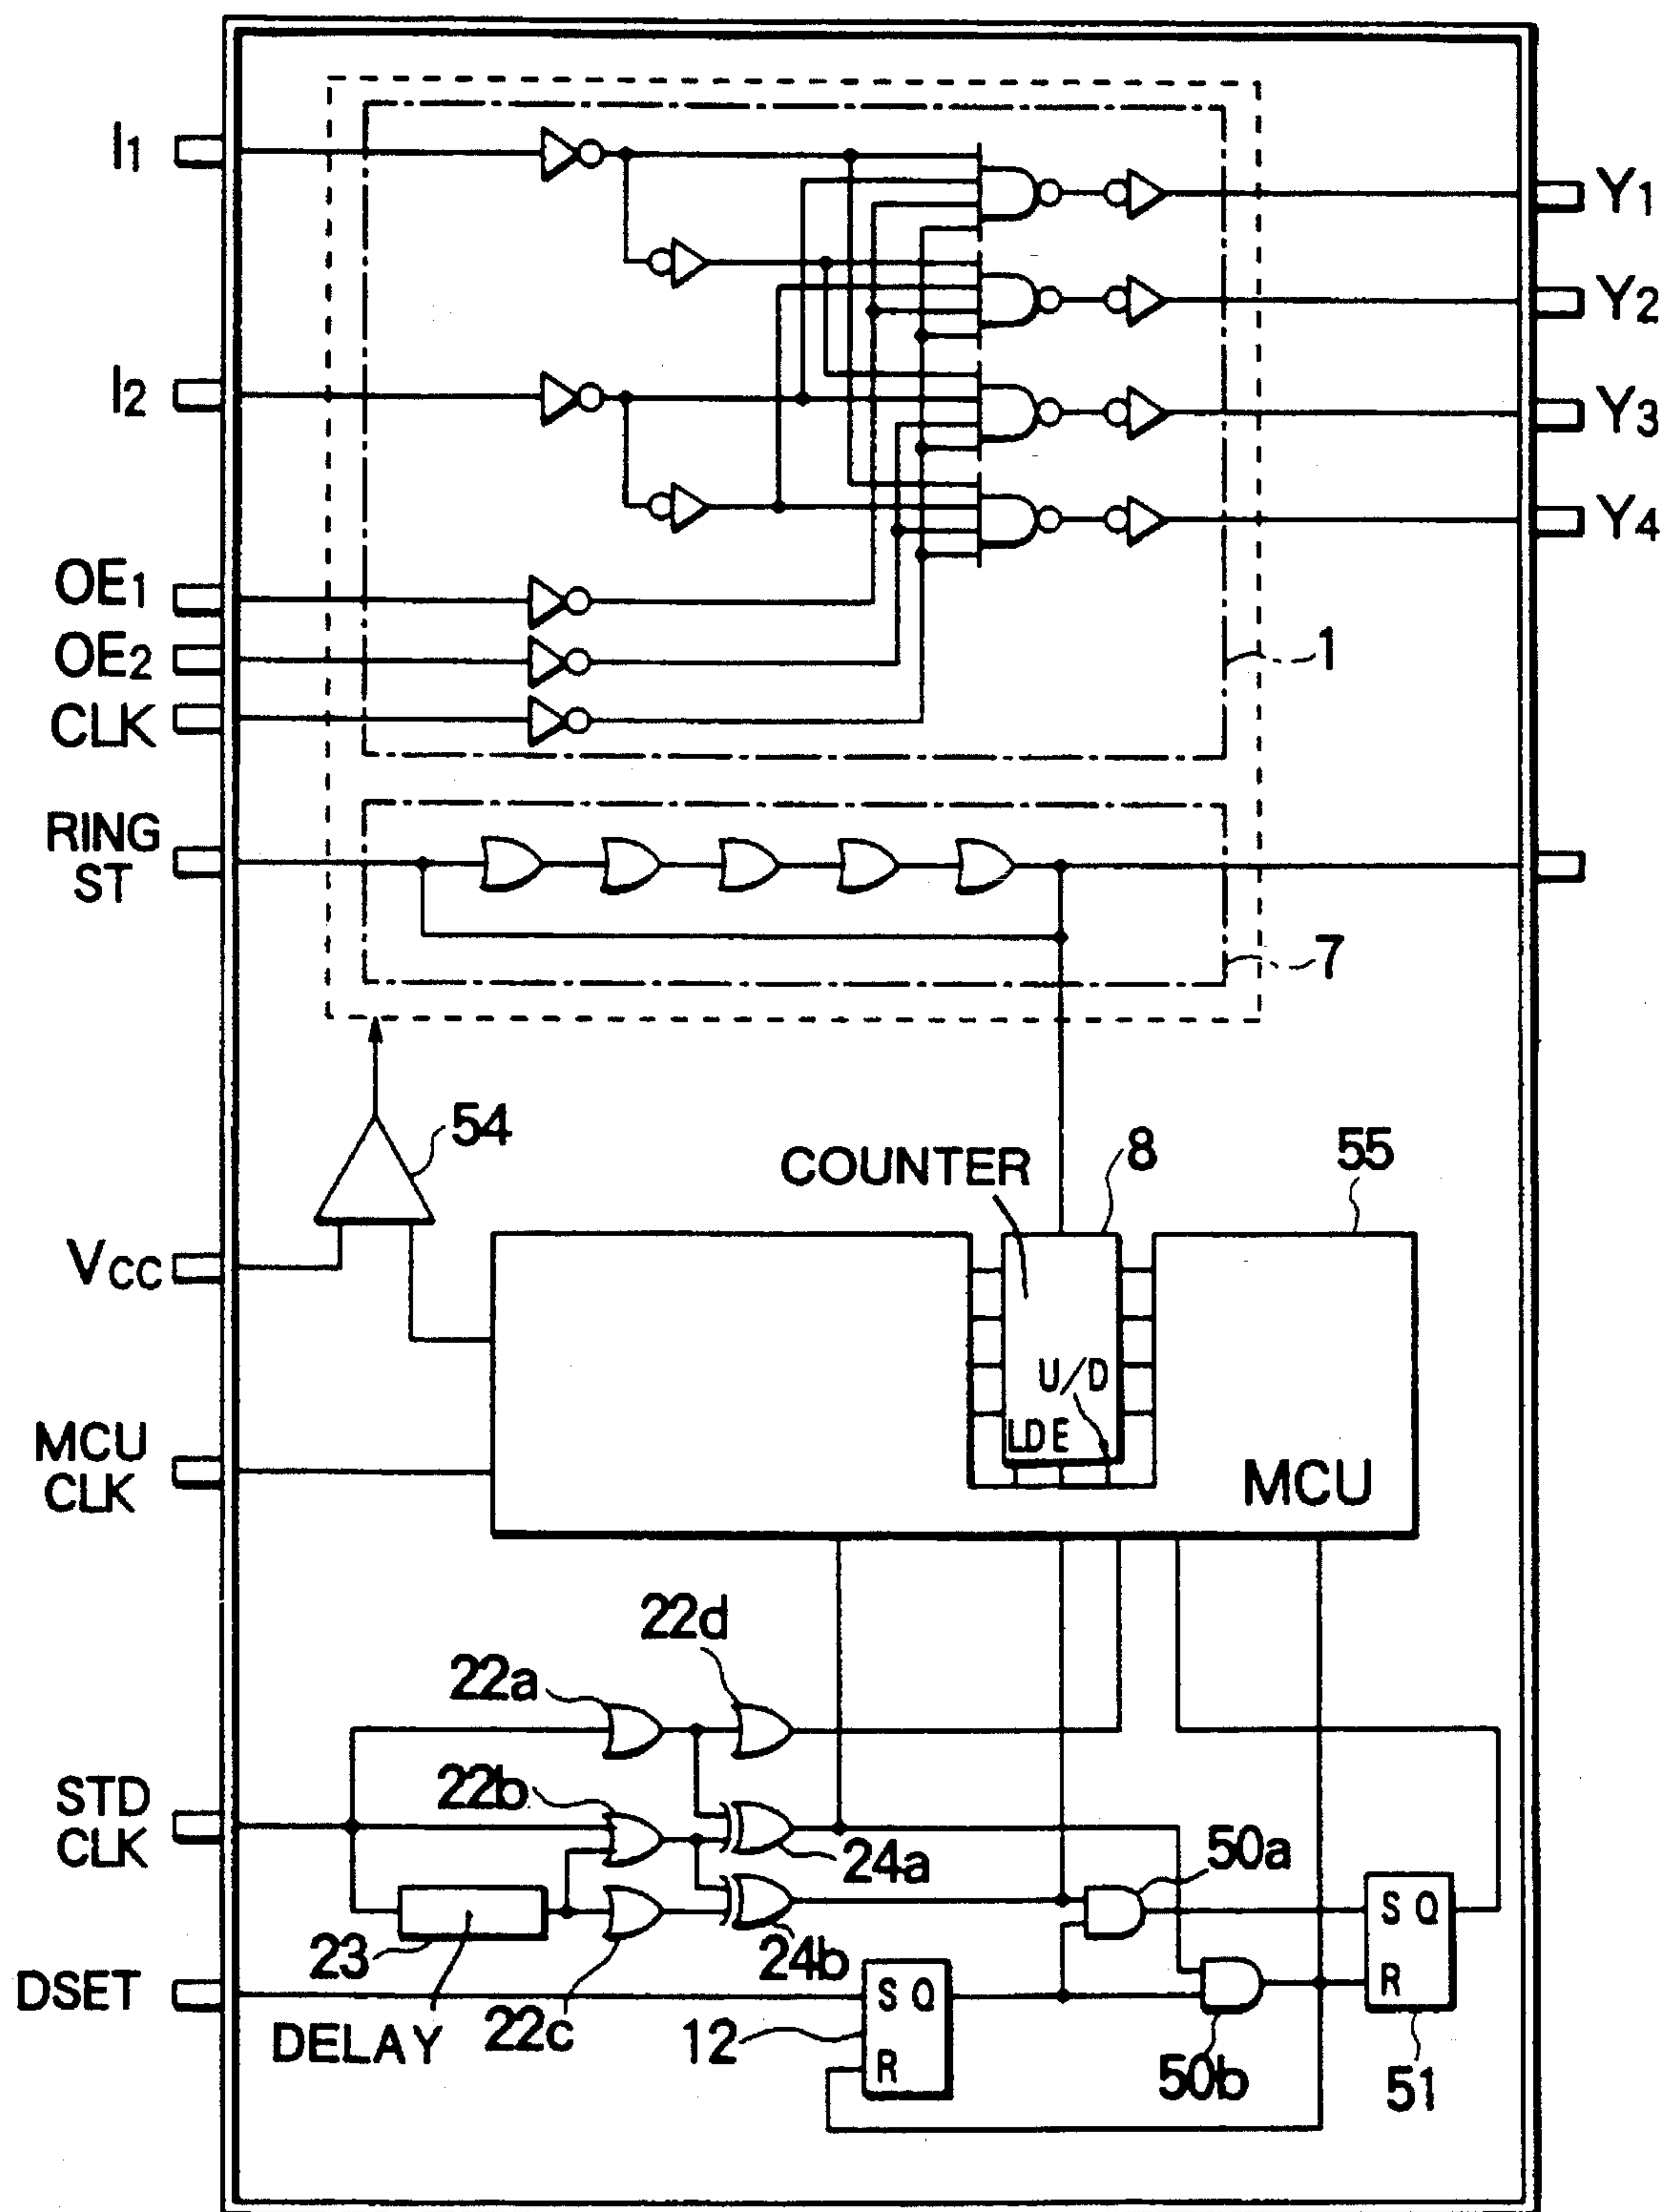 I1
Y1
Y2
I2
Y3
Y4
OE1
OE2
1
CLK
RING
ST
7
54
COUNTER
8
55
VCC
U/D
LD E
MCU
CLK
MCU
22d
22a
22b
STD
CLK
24a
50a
S Q
R
23
24b
DSET
DELAY
22c
12
S Q
R
50b
51